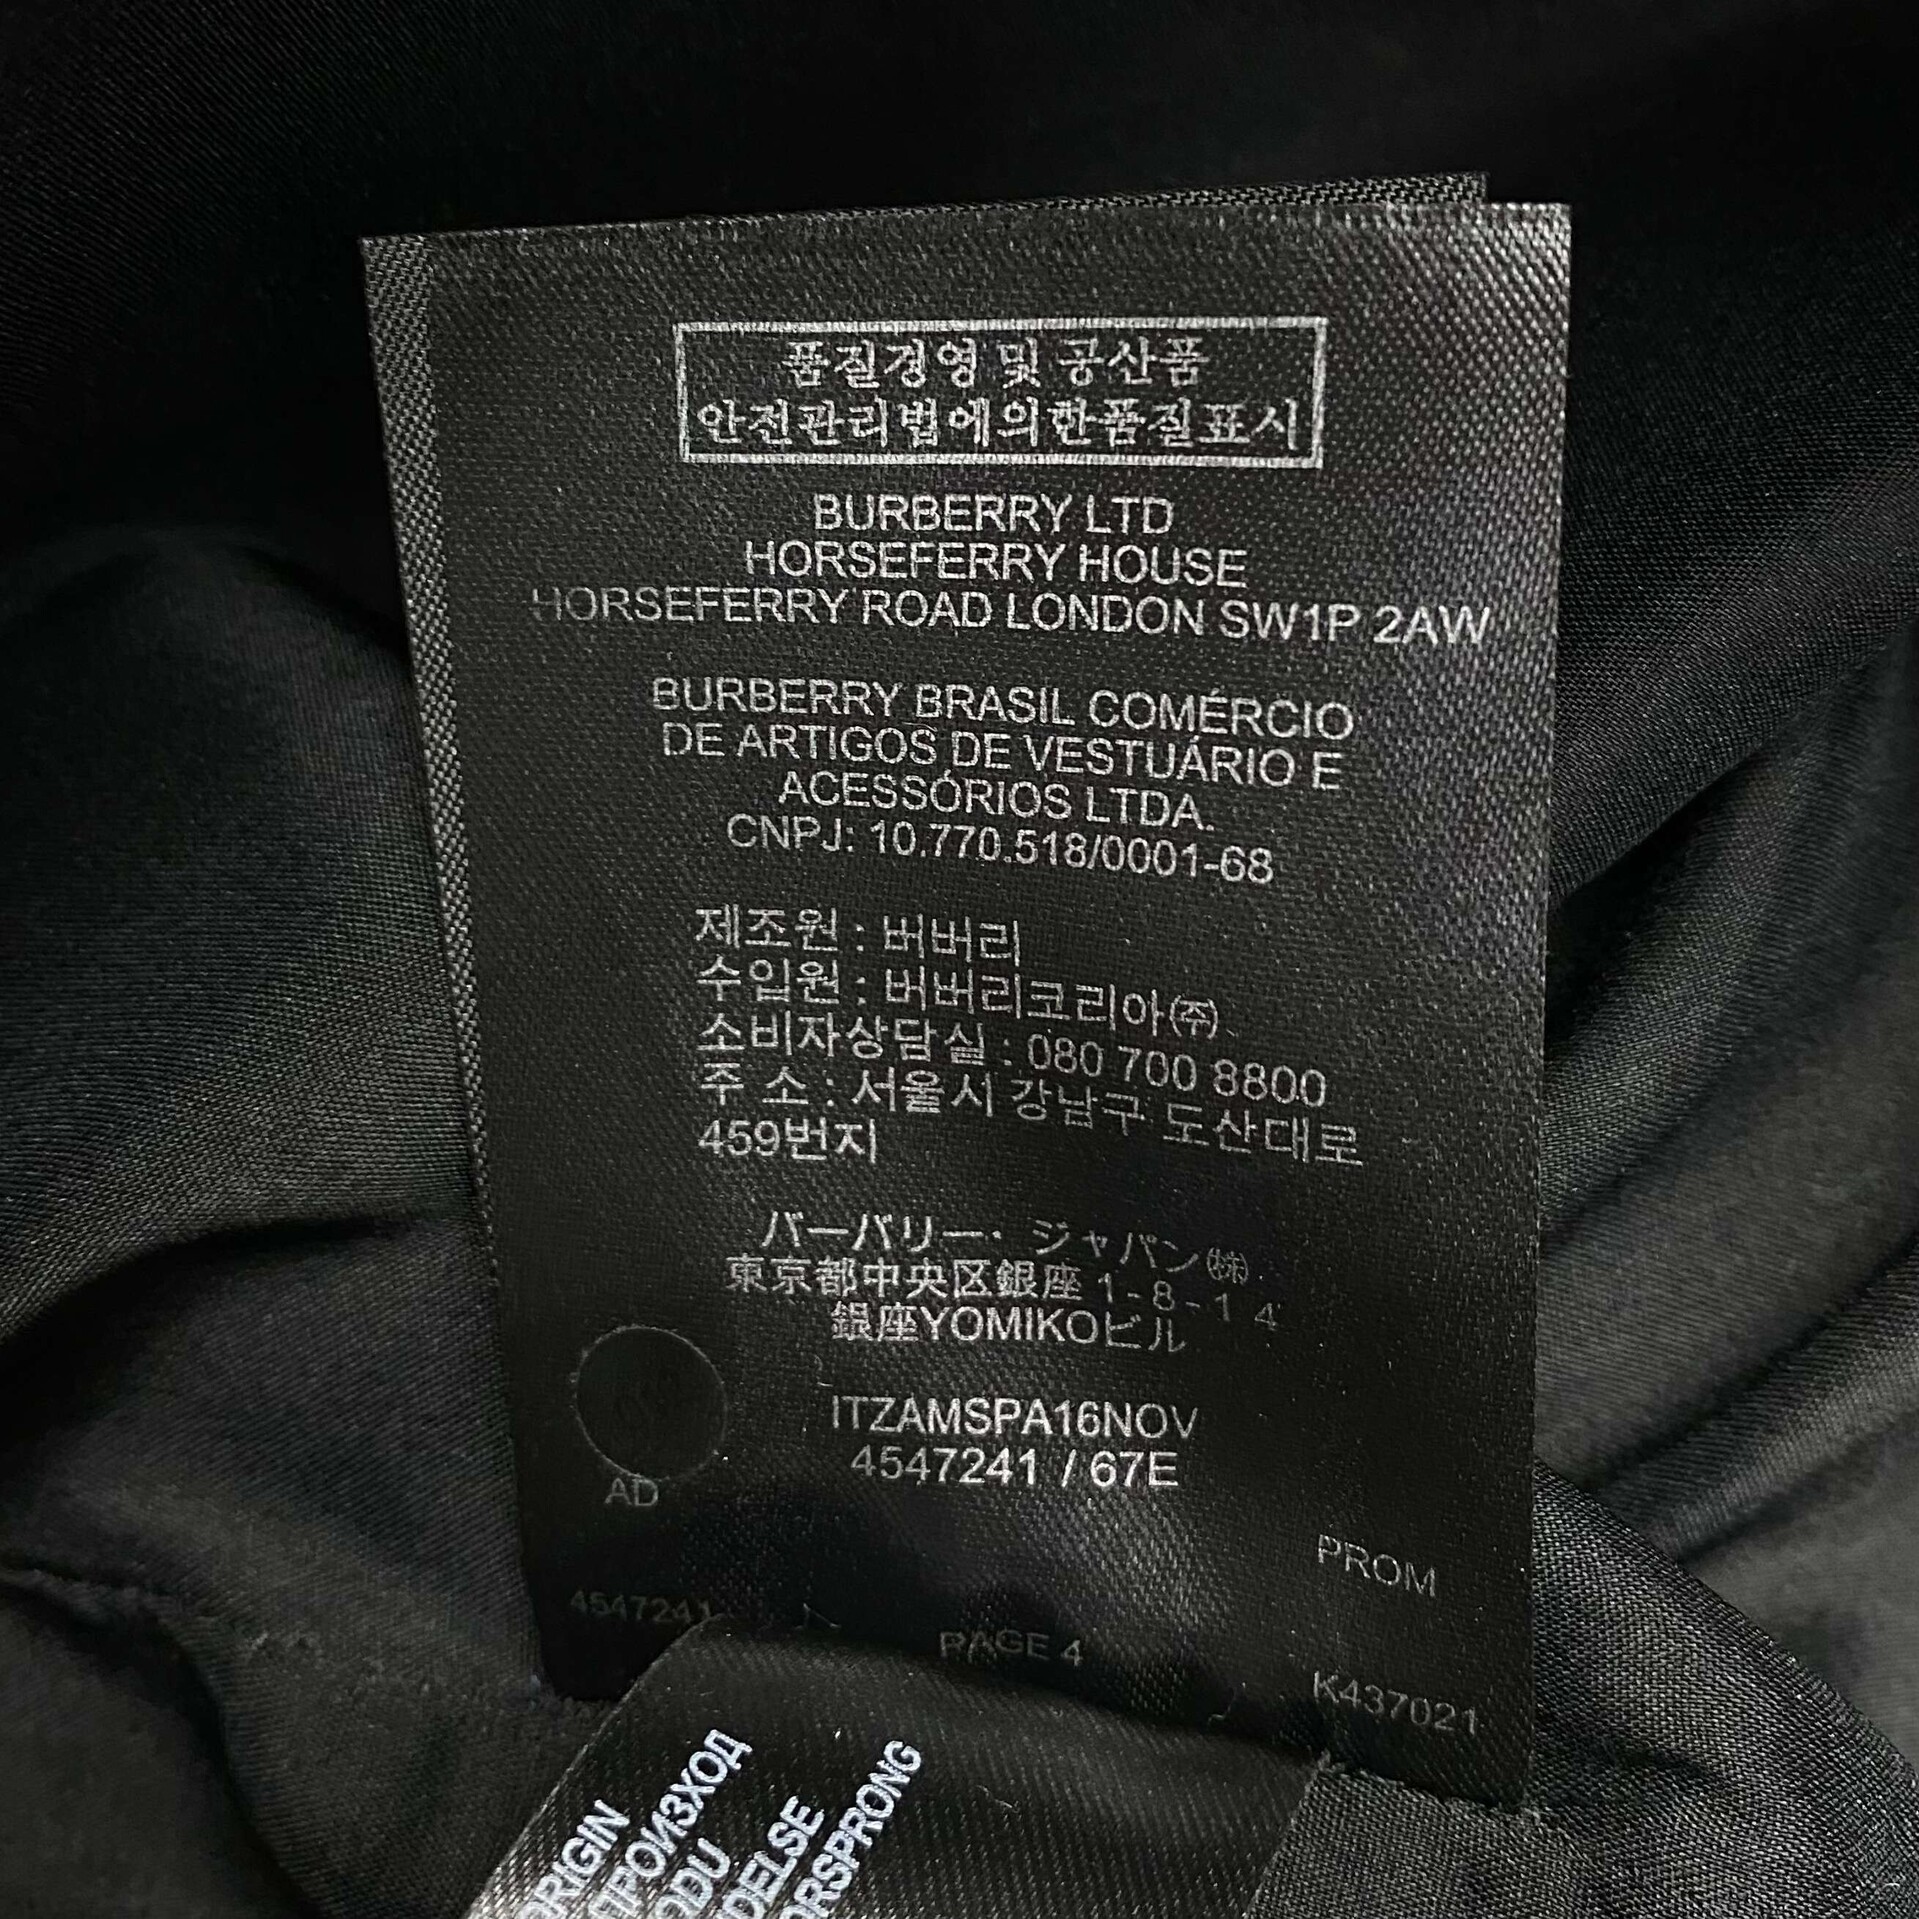 품질경영 및 공산품
안전관리법에의한품질표시
BURBERRY LTD
HORSEFERRY HOUSE
HORSEFERRY ROAD LONDON SW1P 2AW
BURBERRY BRASIL COMÉRCIO
DE ARTIGOS DE VESTUÁRIO E
ACESSÓRIOS LTDA.
CNPJ: 10.770.518/0001-68
제조원 : 버버리
수입원 : 버버리코리아㈜
소비자상담실 : 080 700 8800
주 소 : 서울시 강남구 도산대로
459번지
バーバリー・ジャパン㈱
東京都中央区銀座 1-8-14
銀座YOMIKOビル
ITZAMSPA16NOV
4547241 / 67E
AD
PROM
4547241
PAGE 4
K437021